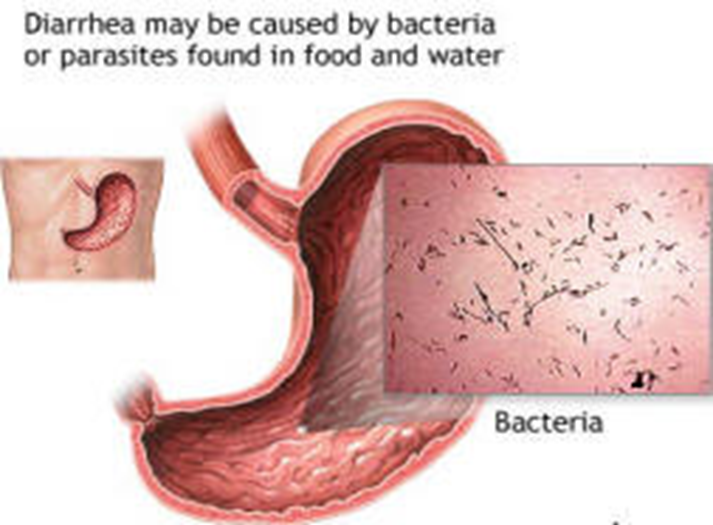 Diarrhea may be caused by bacteria
or parasites found in food and water
Bacteria